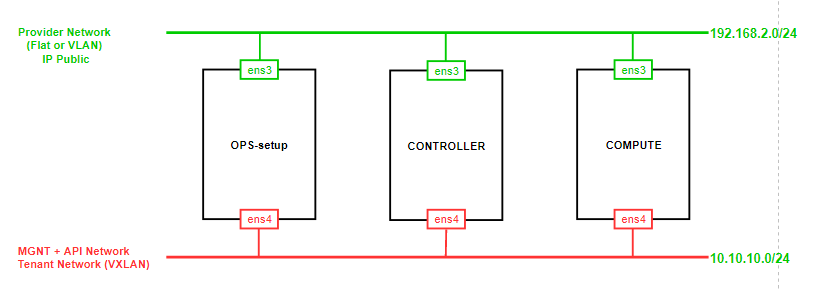 Provider Network
(Flat or VLAN)
IP Public
192.168.2.0/24
ens3
ens3
ens3
OPS-setup
CONTROLLER
COMPUTE
ens4
ens4
ens4
MGNT + API Network
Tenant Network (VXLAN)
10.10.10.0/24